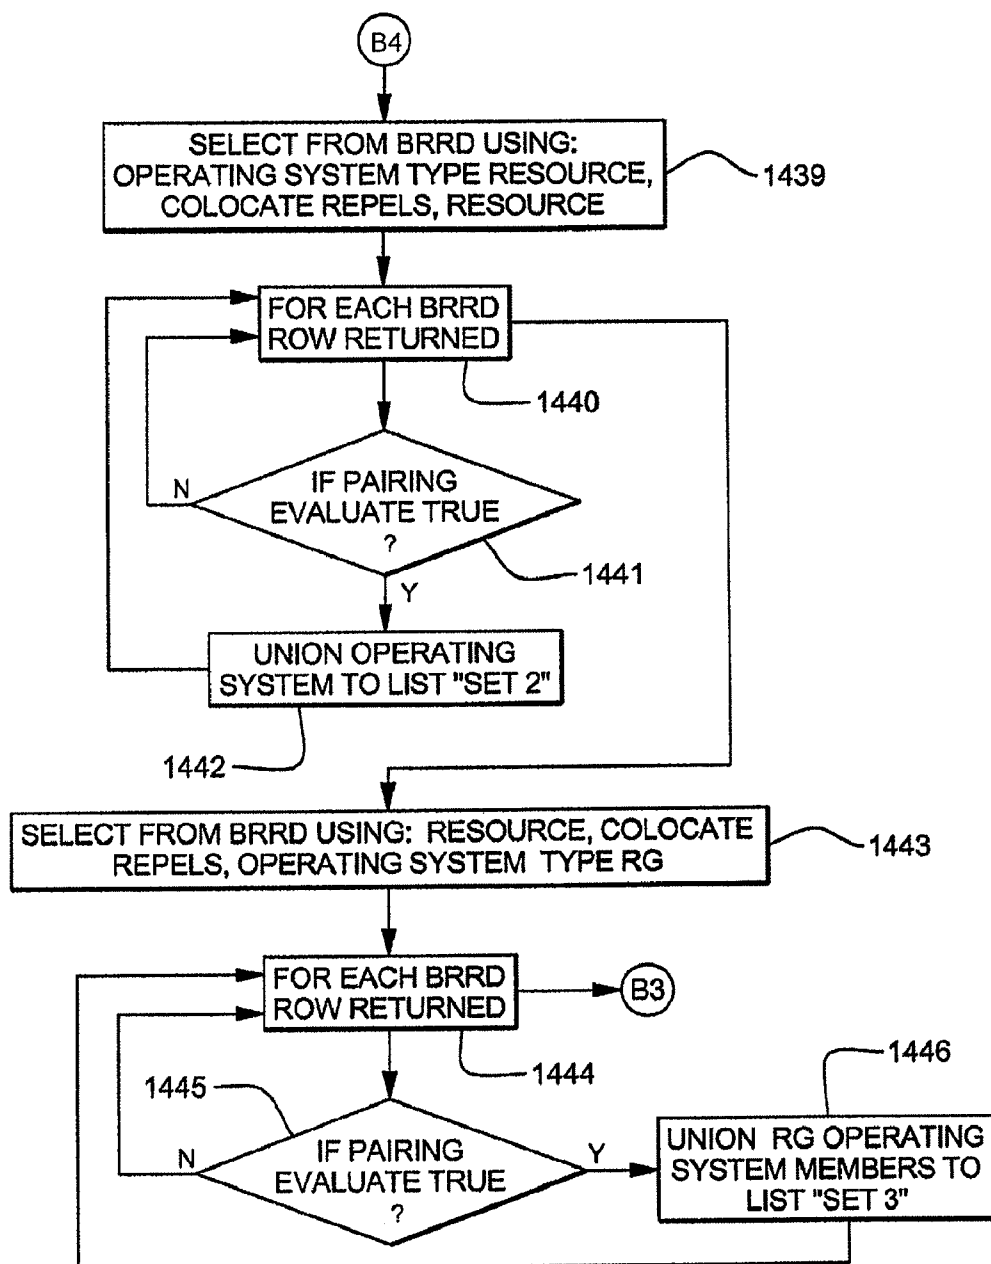 B4
SELECT FROM BRRD USING:
OPERATING SYSTEM TYPE RESOURCE,
COLOCATE REPELS, RESOURCE
1439
FOR EACH BRRD
ROW RETURNED
1440
IF PAIRING
EVALUATE TRUE
?
N
1441
Y
UNION OPERATING
SYSTEM TO LIST "SET 2"
1442
SELECT FROM BRRD USING: RESOURCE, COLOCATE
REPELS, OPERATING SYSTEM TYPE RG
1443
FOR EACH BRRD
ROW RETURNED
B3
1444
1445
IF PAIRING
EVALUATE TRUE
?
N
Y
1446
UNION RG OPERATING
SYSTEM MEMBERS TO
LIST "SET 3"